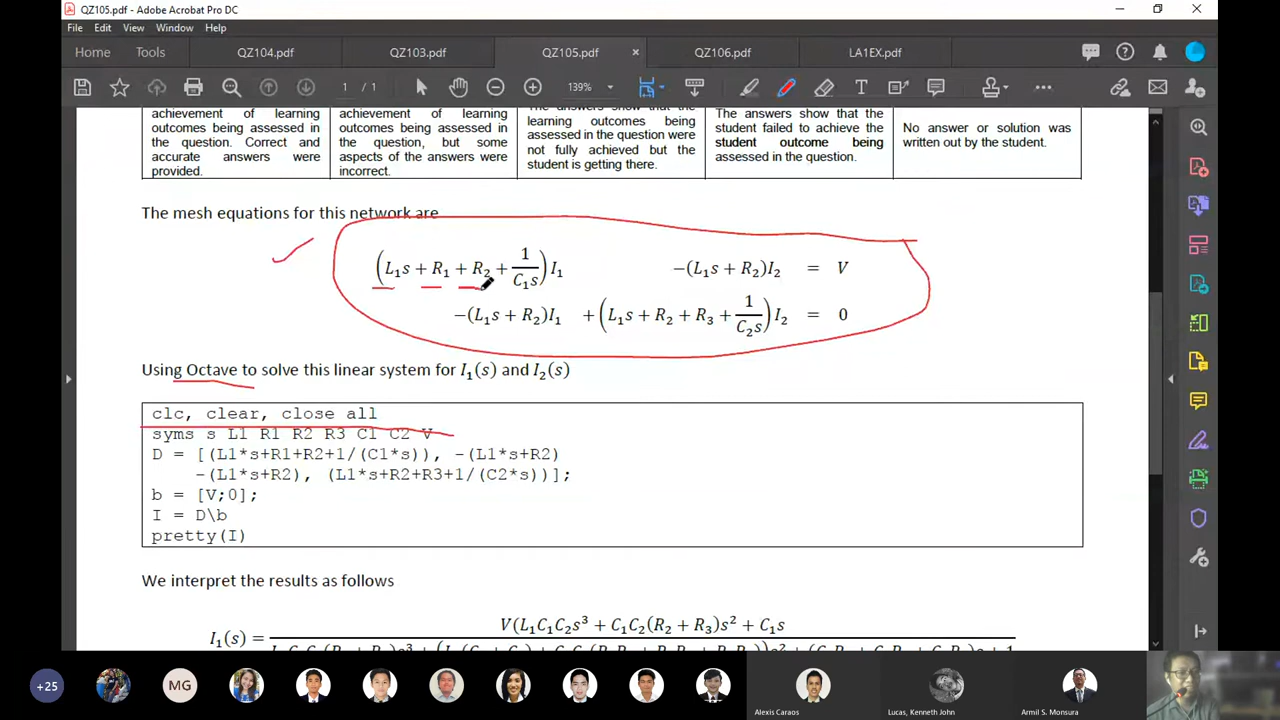 QZ105.pdf - Adobe Acrobat Pro DC
File Edit View Window Help
Home Tools QZ104.pdf QZ103.pdf QZ105.pdf × QZ106.pdf LA1EX.pdf
1 / 1 139%
achievement of learning
outcomes being assessed in
the question. Correct and
accurate answers were
provided.
achievement of learning
outcomes being assessed in
the question, but some
aspects of the answers were
incorrect.
The answers show that the
learning outcomes being
assessed in the question were
not fully achieved but the
student is getting there.
The answers show that the
student failed to achieve the
student outcome being
assessed in the question.
No answer or solution was
written out by the student.
The mesh equations for this network are
(L₁s + R₁ + R₂ + 1/(C₁s)) I₁ −(L₁s + R₂)I₂ = V
−(L₁s + R₂)I₁ + (L₁s + R₂ + R₃ + 1/(C₂s)) I₂ = 0
Using Octave to solve this linear system for I₁(s) and I₂(s)
clc, clear, close all
syms s L1 R1 R2 R3 C1 C2 V
D = [(L1*s+R1+R2+1/(C1*s)), -(L1*s+R2)
-(L1*s+R2), (L1*s+R2+R3+1/(C2*s))];
b = [V;0];
I = D\b
pretty(I)
We interpret the results as follows
V(L₁C₁C₂s³ + C₁C₂(R₂ + R₃)s² + C₁s
I₁(s) =
+25 MG
Alexis Caraos
Lucas, Kenneth John
Armil S. Monsura